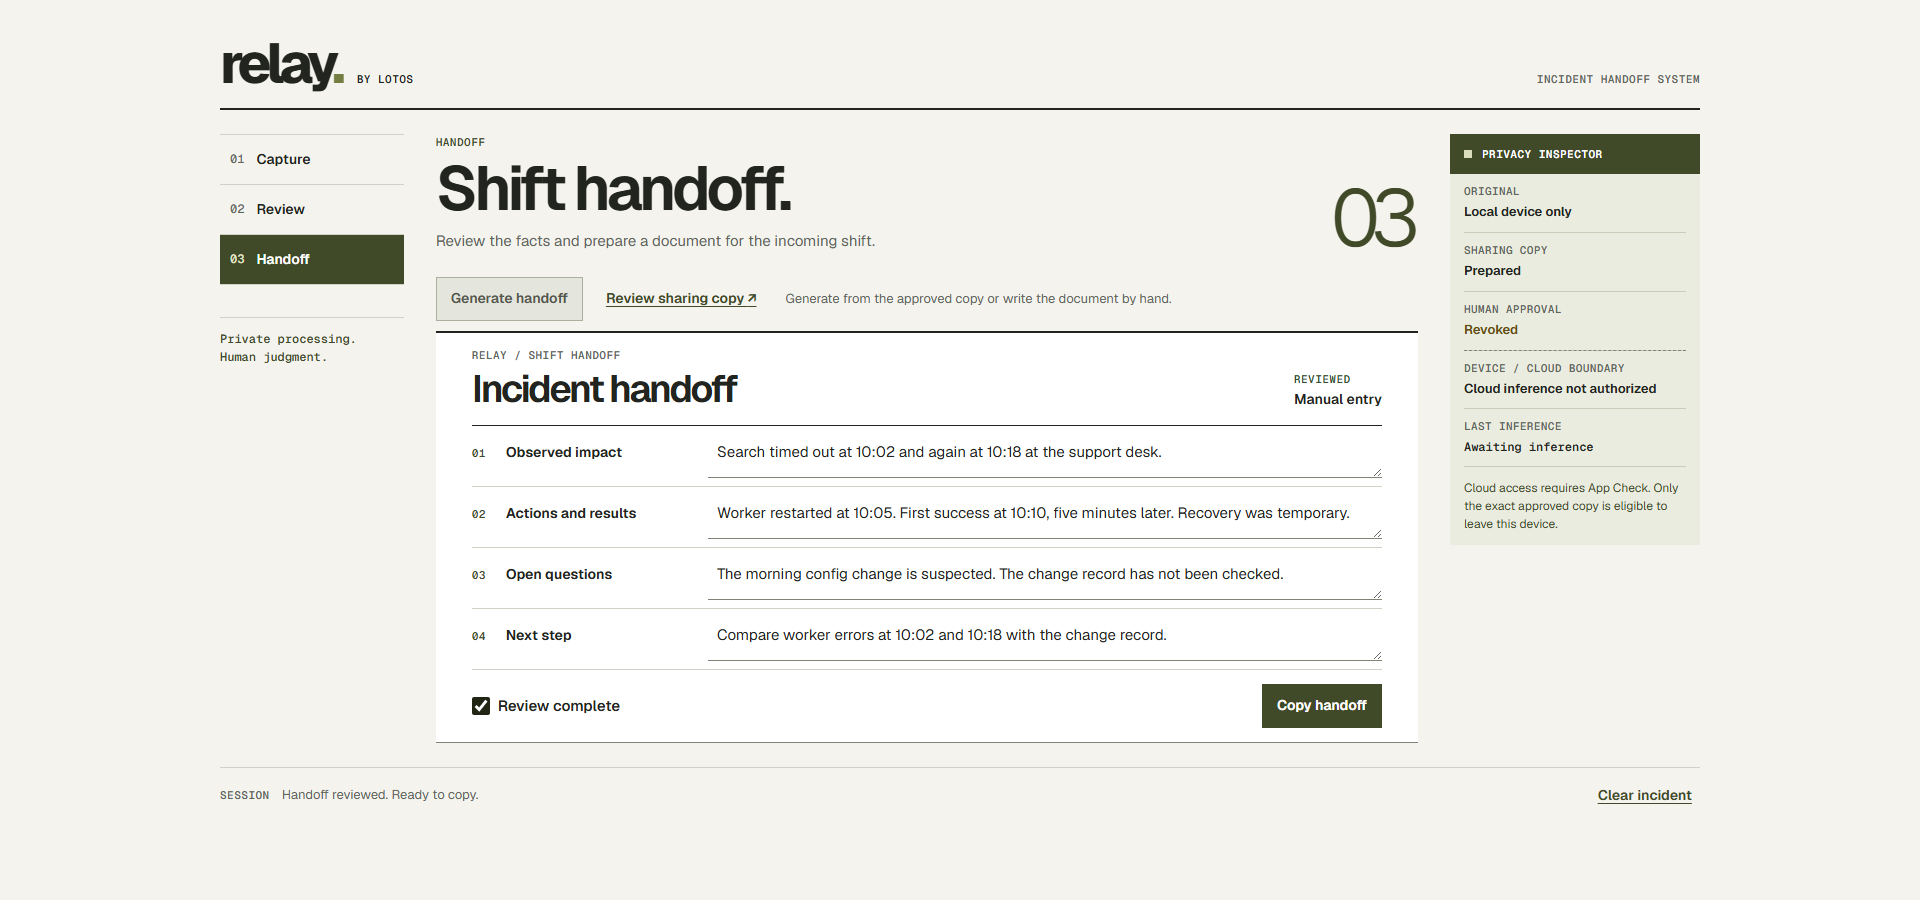 relay. BY LOTOS
INCIDENT HANDOFF SYSTEM
01 Capture
02 Review
03 Handoff
Private processing.
Human judgment.
HANDOFF
Shift handoff.
Review the facts and prepare a document for the incoming shift.
03
Generate handoff
Review sharing copy ↗
Generate from the approved copy or write the document by hand.
RELAY / SHIFT HANDOFF
Incident handoff
REVIEWED
Manual entry
01 Observed impact
Search timed out at 10:02 and again at 10:18 at the support desk.
02 Actions and results
Worker restarted at 10:05. First success at 10:10, five minutes later. Recovery was temporary.
03 Open questions
The morning config change is suspected. The change record has not been checked.
04 Next step
Compare worker errors at 10:02 and 10:18 with the change record.
Review complete
Copy handoff
PRIVACY INSPECTOR
ORIGINAL
Local device only
SHARING COPY
Prepared
HUMAN APPROVAL
Revoked
DEVICE / CLOUD BOUNDARY
Cloud inference not authorized
LAST INFERENCE
Awaiting inference
Cloud access requires App Check. Only
the exact approved copy is eligible to
leave this device.
SESSION Handoff reviewed. Ready to copy.
Clear incident